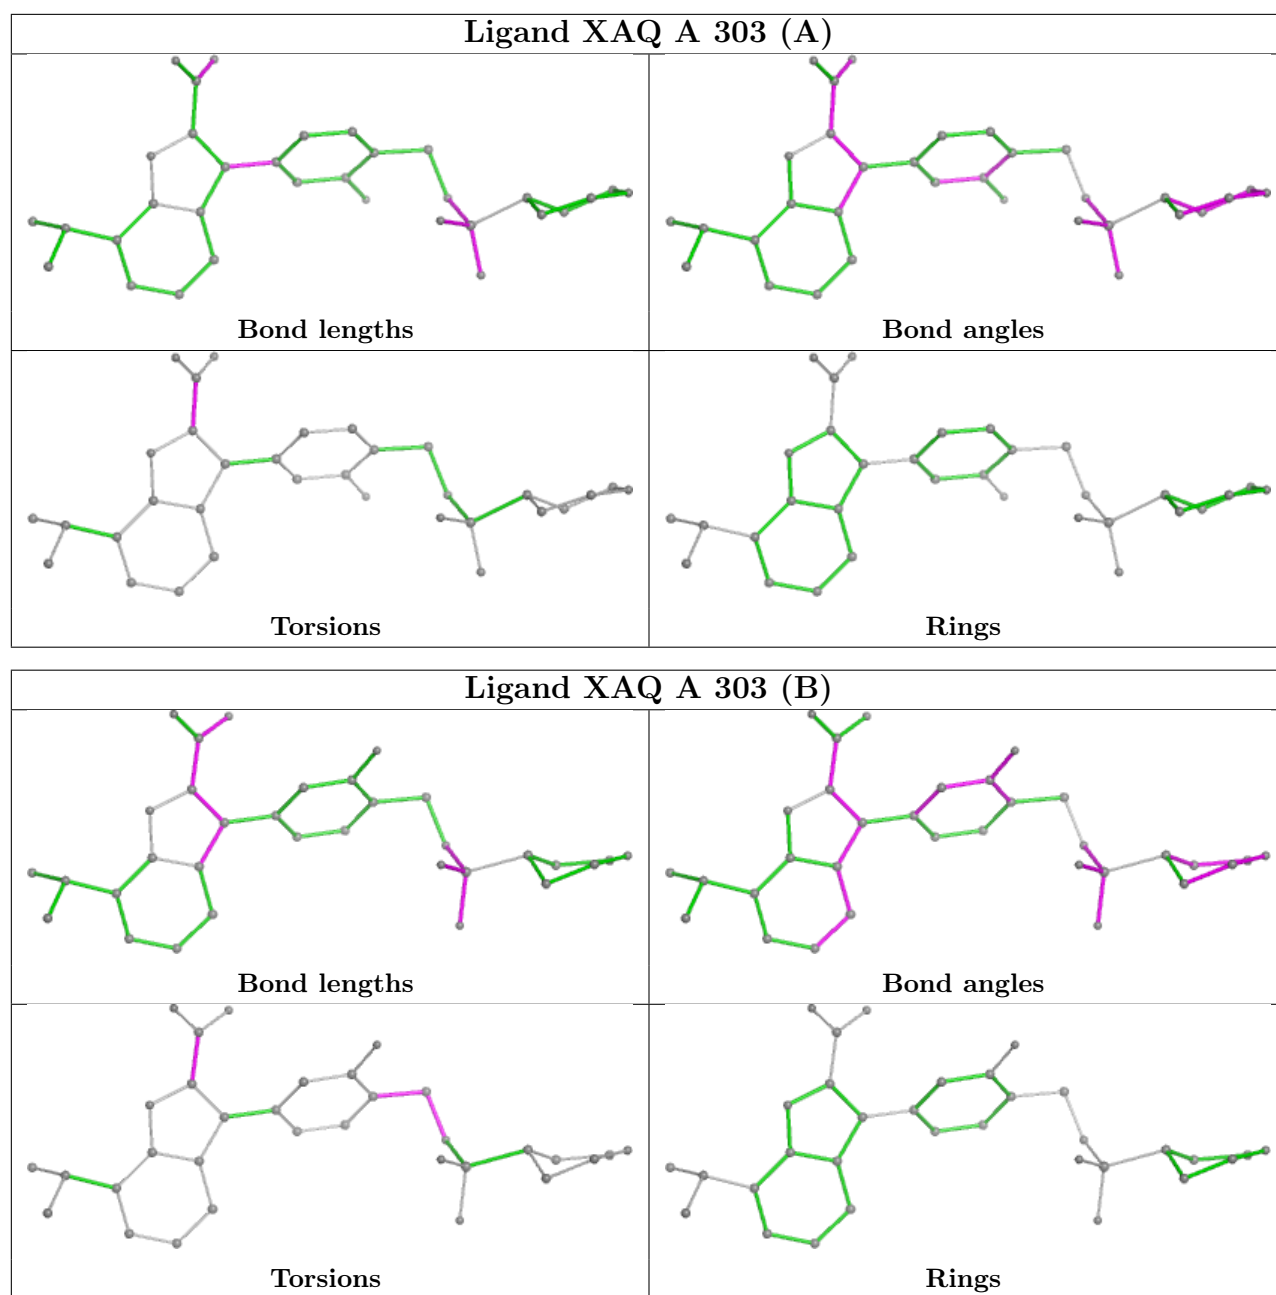 Ligand XAQ A 303 (A)
Bond lengths
Bond angles
Torsions
Rings
Ligand XAQ A 303 (B)
Bond lengths
Bond angles
Torsions
Rings